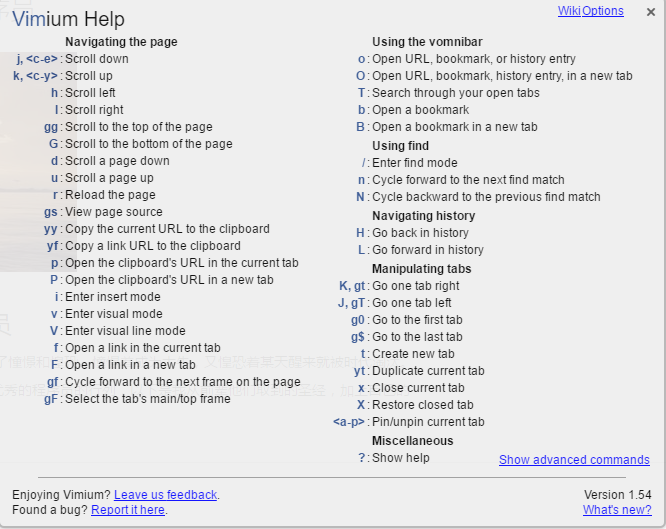 Vimium Help
Wiki Options ×
Navigating the page
j, <c-e> : Scroll down
k, <c-y> : Scroll up
h : Scroll left
l : Scroll right
gg : Scroll to the top of the page
G : Scroll to the bottom of the page
d : Scroll a page down
u : Scroll a page up
r : Reload the page
gs : View page source
yy : Copy the current URL to the clipboard
yf : Copy a link URL to the clipboard
p : Open the clipboard's URL in the current tab
P : Open the clipboard's URL in a new tab
i : Enter insert mode
v : Enter visual mode
V : Enter visual line mode
f : Open a link in the current tab
F : Open a link in a new tab
gf : Cycle forward to the next frame on the page
gF : Select the tab's main/top frame
Using the vomnibar
o : Open URL, bookmark, or history entry
O : Open URL, bookmark, history entry, in a new tab
T : Search through your open tabs
b : Open a bookmark
B : Open a bookmark in a new tab
Using find
/ : Enter find mode
n : Cycle forward to the next find match
N : Cycle backward to the previous find match
Navigating history
H : Go back in history
L : Go forward in history
Manipulating tabs
K, gt : Go one tab right
J, gT : Go one tab left
g0 : Go to the first tab
g$ : Go to the last tab
t : Create new tab
yt : Duplicate current tab
x : Close current tab
X : Restore closed tab
<a-p> : Pin/unpin current tab
Miscellaneous
? : Show help
Show advanced commands
Enjoying Vimium? Leave us feedback.
Found a bug? Report it here.
Version 1.54
What's new?